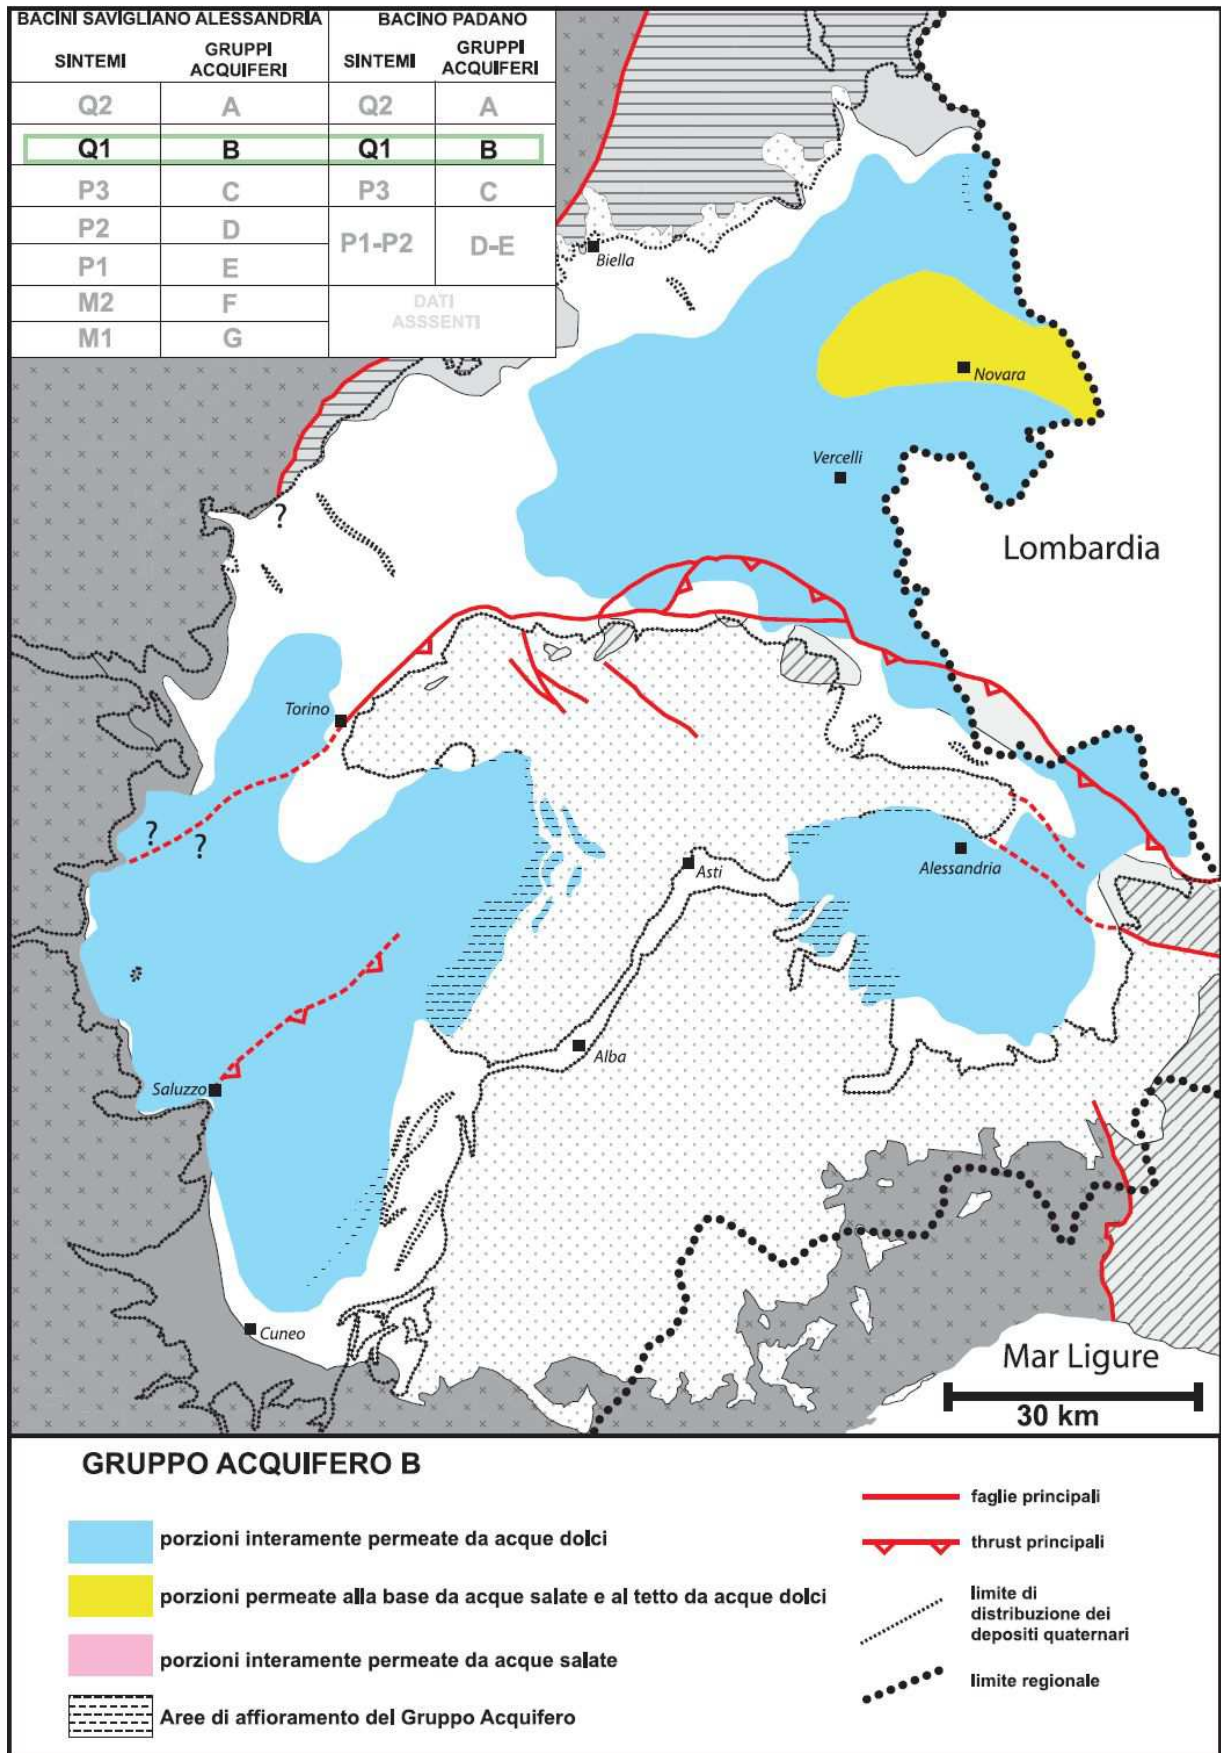 BACINI SAVIGLIANO ALESSANDRIA BACINO PADANO
SINTEMI GRUPPI ACQUIFERI SINTEMI GRUPPI ACQUIFERI
Q2 A Q2 A
Q1 B Q1 B
P3 C P3 C
P2 D P1-P2 D-E
P1 E
M2 F DATI
ASSSENTI
M1 G
Biella
Novara
Vercelli
Lombardia
?
Torino
?
?
Alessandria
Asti
Alba
Saluzzo
Cuneo
Mar Ligure
30 km
GRUPPO ACQUIFERO B
porzioni interamente permeate da acque dolci
porzioni permeate alla base da acque salate e al tetto da acque dolci
porzioni interamente permeate da acque salate
Aree di affioramento del Gruppo Acquifero
faglie principali
thrust principali
limite di
distribuzione dei
depositi quaternari
limite regionale